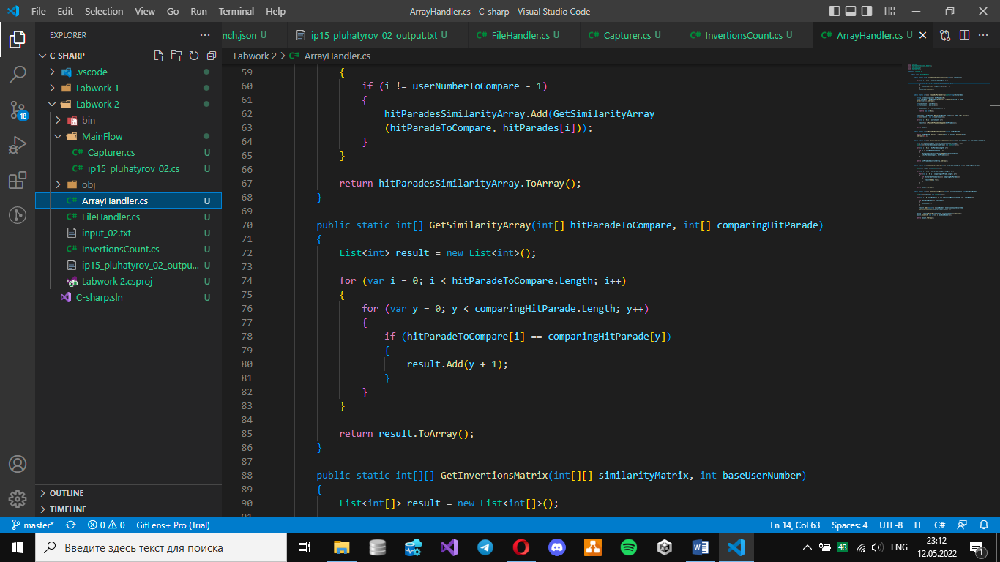 File Edit Selection View Go Run Terminal Help
ArrayHandler.cs - C-sharp - Visual Studio Code
EXPLORER
nch.json U
ip15_pluhatyrov_02_output.txt U
FileHandler.cs U
Capturer.cs U
InvertionsCount.cs U
ArrayHandler.cs U
C-SHARP
Labwork 2 > ArrayHandler.cs
.vscode
Labwork 1
Labwork 2
bin
MainFlow
Capturer.cs U
ip15_pluhatyrov_02.cs U
obj
ArrayHandler.cs U
FileHandler.cs U
input_02.txt U
InvertionsCount.cs U
ip15_pluhatyrov_02_outpu... U
Labwork 2.csproj U
C-sharp.sln U
OUTLINE
TIMELINE
18
59 {
60 if (i != userNumberToCompare - 1)
61 {
62 hitParadesSimilarityArray.Add(GetSimilarityArray
63 (hitParadeToCompare, hitParades[i]));
64 }
65 }
66
67 return hitParadesSimilarityArray.ToArray();
68 }
69
70 public static int[] GetSimilarityArray(int[] hitParadeToCompare, int[] comparingHitParade)
71 {
72 List<int> result = new List<int>();
73
74 for (var i = 0; i < hitParadeToCompare.Length; i++)
75 {
76 for (var y = 0; y < comparingHitParade.Length; y++)
77 {
78 if (hitParadeToCompare[i] == comparingHitParade[y])
79 {
80 result.Add(y + 1);
81 }
82 }
83 }
84
85 return result.ToArray();
86 }
87
88 public static int[][] GetInvertionsMatrix(int[][] similarityMatrix, int baseUserNumber)
89 {
90 List<int[]> result = new List<int[]>();
91
master* 0 0 GitLens+ Pro (Trial)
Ln 14, Col 63 Spaces: 4 UTF-8 LF C#
Введите здесь текст для поиска
48 ENG
23:12
12.05.2022
1